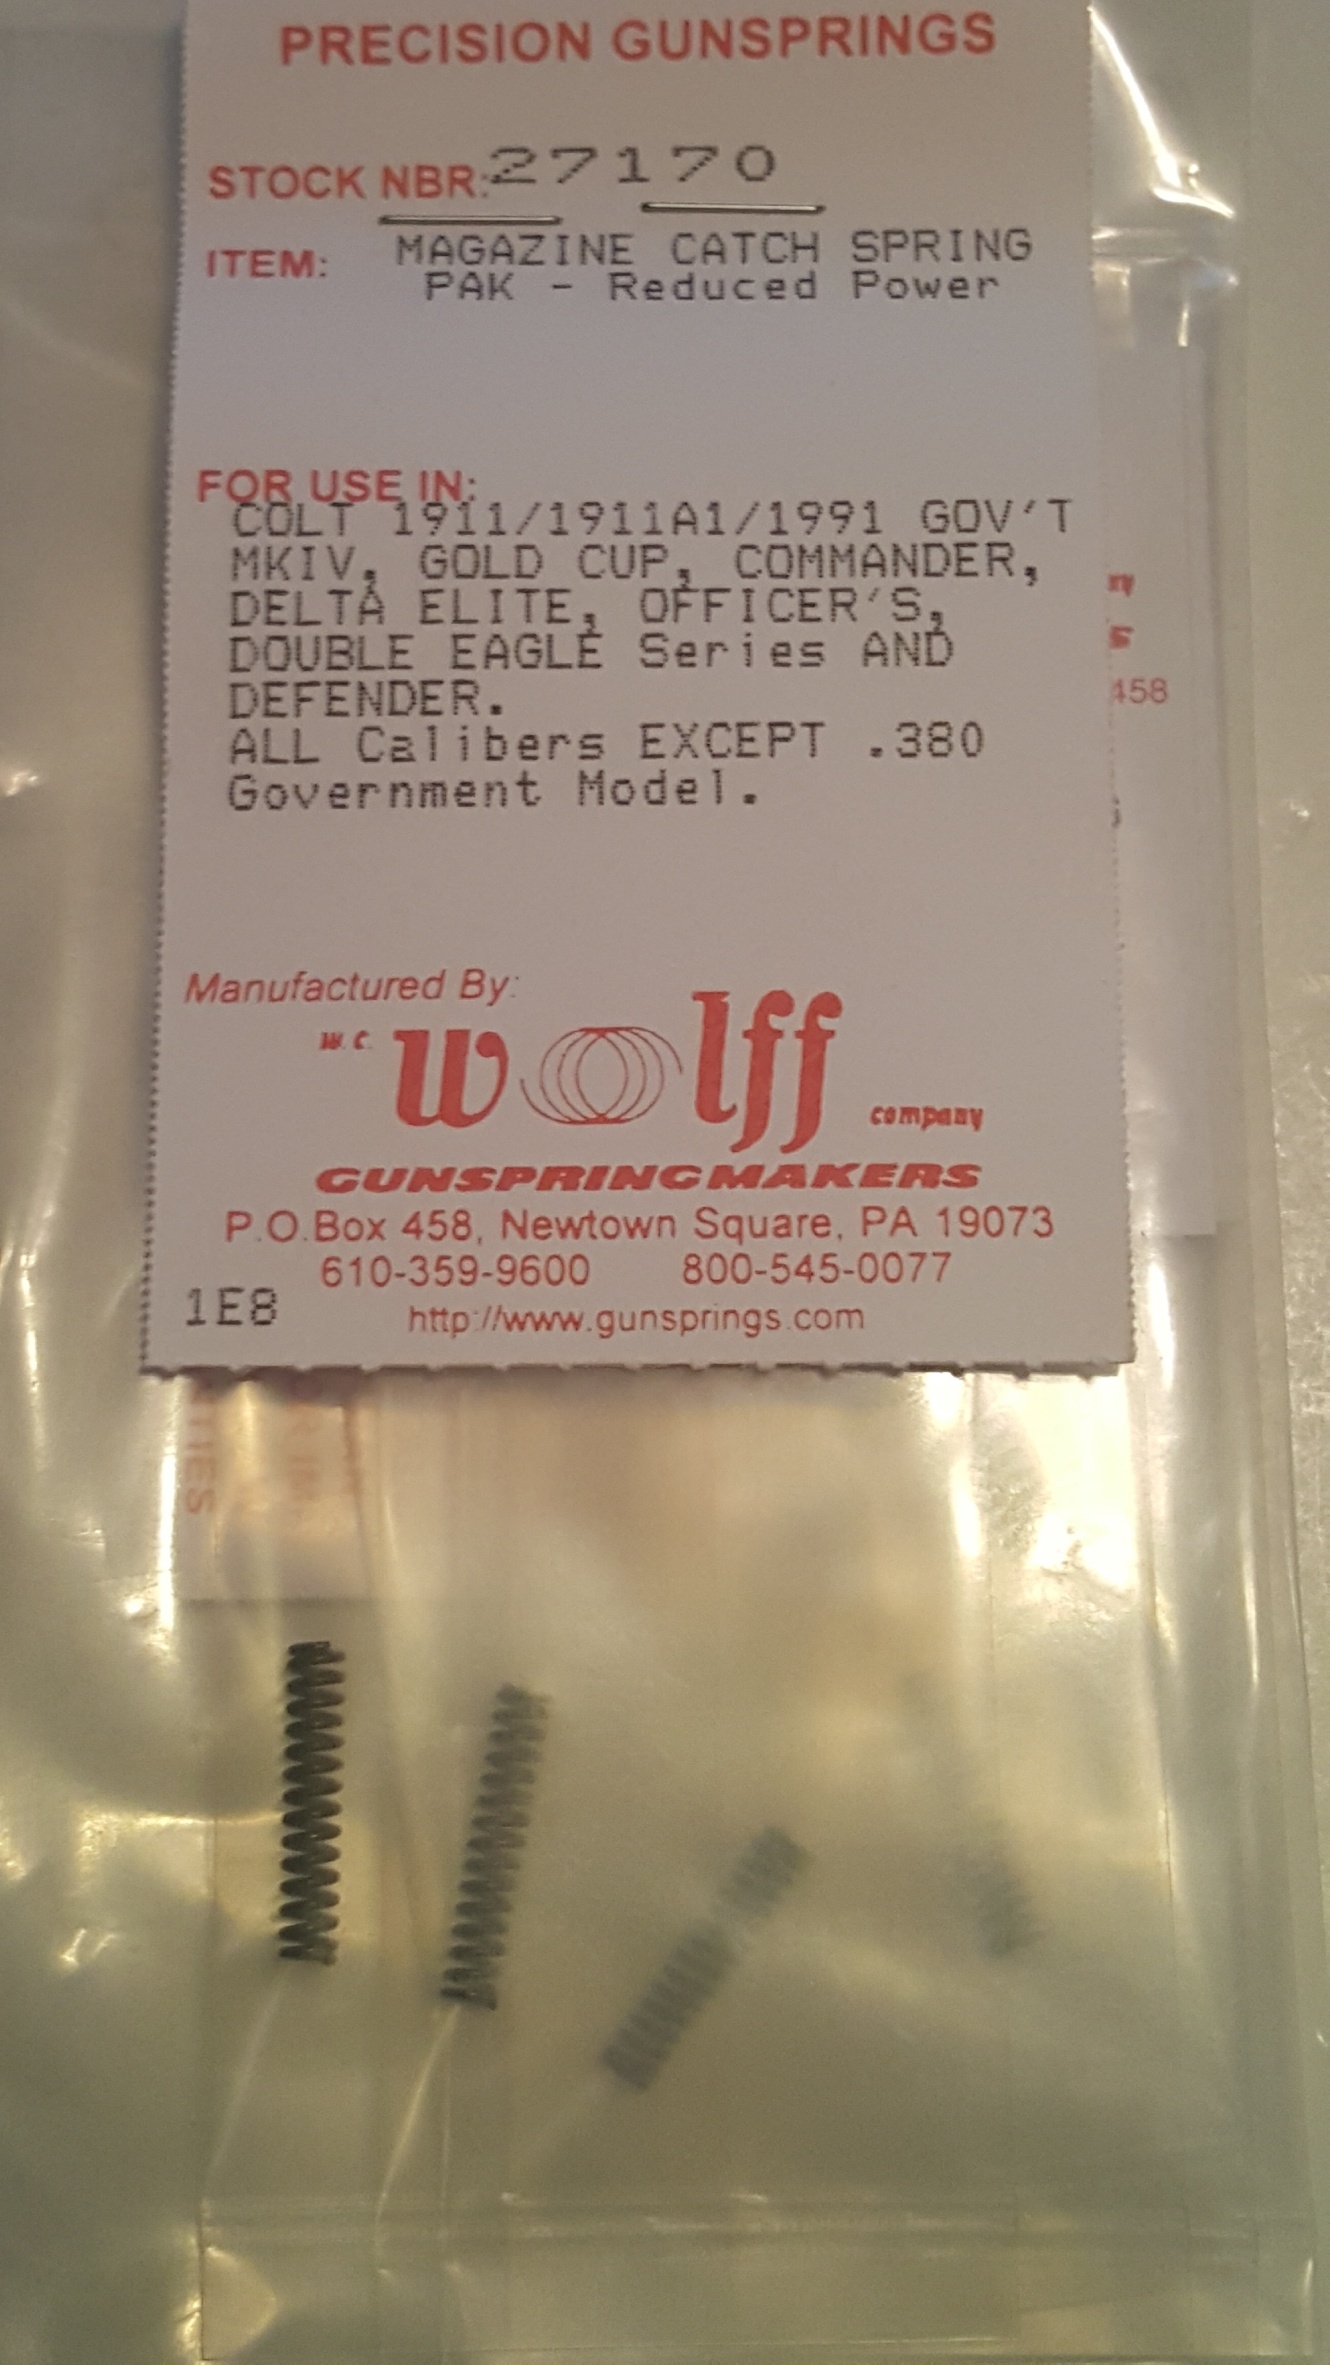 PRECISION GUNSPRINGS
STOCK NBR: 27170
ITEM: MAGAZINE CATCH SPRING
PAK - Reduced Power
FOR USE IN:
COLT 1911/1911A1/1991 GOV'T
MKIV, GOLD CUP, COMMANDER,
DELTA ELITE, OFFICER'S,
DOUBLE EAGLE Series AND
DEFENDER.
ALL Calibers EXCEPT .380
Government Model.
Manufactured By:
W.C. Wolff company
GUNSPRINGMAKERS
P.O.Box 458, Newtown Square, PA 19073
610-359-9600 800-545-0077
1E8 http://www.gunsprings.com
458